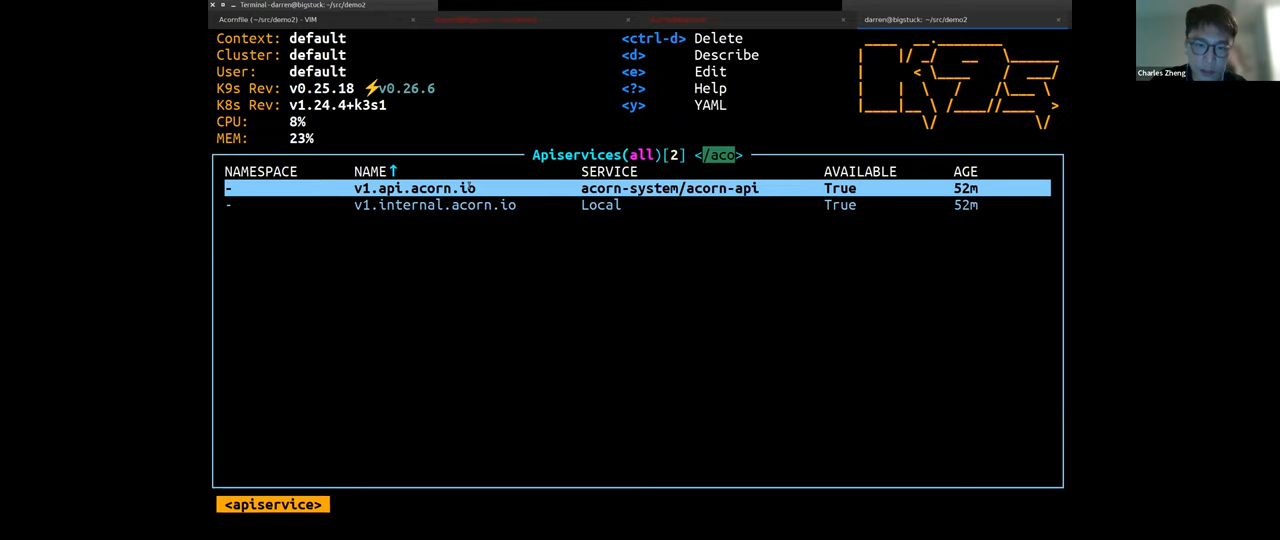 Terminal - darren@bigstuck: ~/src/demo2
Acornfile (~/src/demo2) - VIM
darren@bigstuck: ~/src/demo2
Context: default
Cluster: default
User: default
K9s Rev: v0.25.18 ⚡v0.26.6
K8s Rev: v1.24.4+k3s1
CPU: 8%
MEM: 23%
<ctrl-d> Delete
<d> Describe
<e> Edit
<?> Help
<y> YAML
Charles Zheng
Apiservices(all)[2] </aco>
NAMESPACE NAME↑ SERVICE AVAILABLE AGE
- v1.api.acorn.io acorn-system/acorn-api True 52m
- v1.internal.acorn.io Local True 52m
<apiservice>